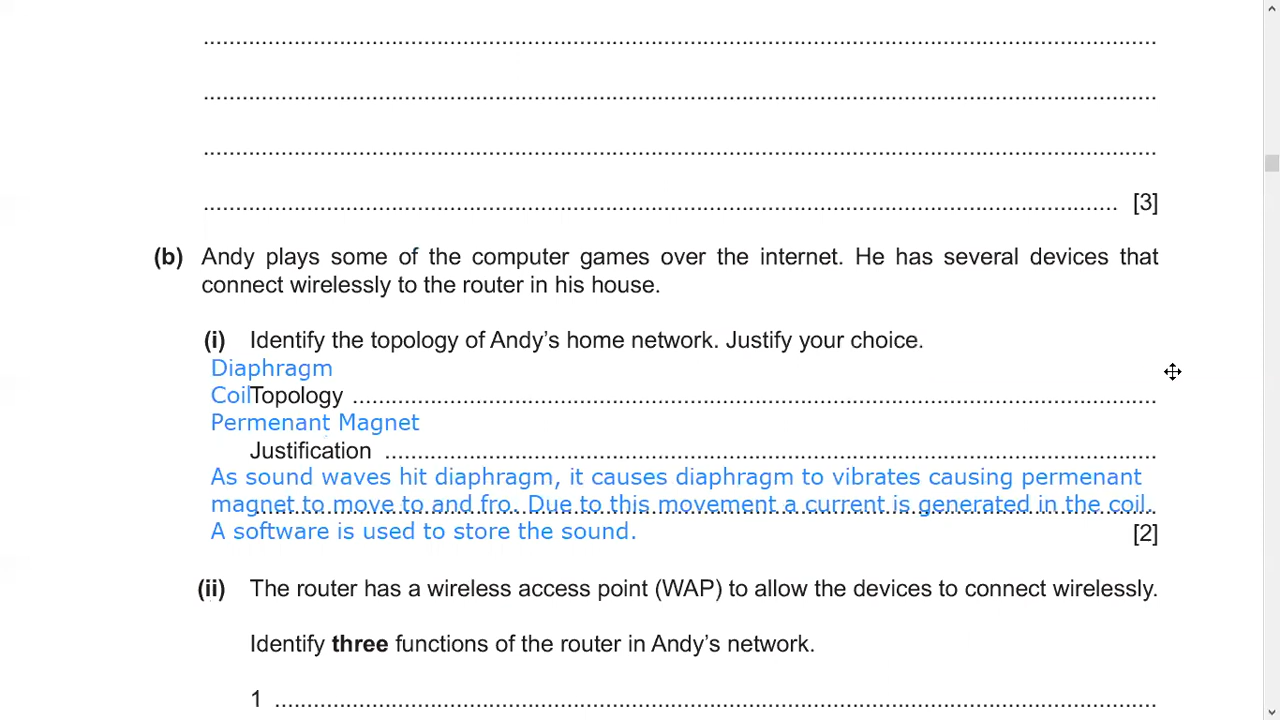 ........................................................................................................................
........................................................................................................................
........................................................................................................................
.................................................................................................................... [3]
(b) Andy plays some of the computer games over the internet. He has several devices that
connect wirelessly to the router in his house.
(i) Identify the topology of Andy's home network. Justify your choice.
Diaphragm
Coil
Topology ....................................................................................................
Permenant Magnet
Justification ................................................................................................
As sound waves hit diaphragm, it causes diaphragm to vibrates causing permenant
magnet to move to and fro. Due to this movement a current is generated in the coil.
A software is used to store the sound.
[2]
(ii) The router has a wireless access point (WAP) to allow the devices to connect wirelessly.
Identify three functions of the router in Andy's network.
1 ..............................................................................................................